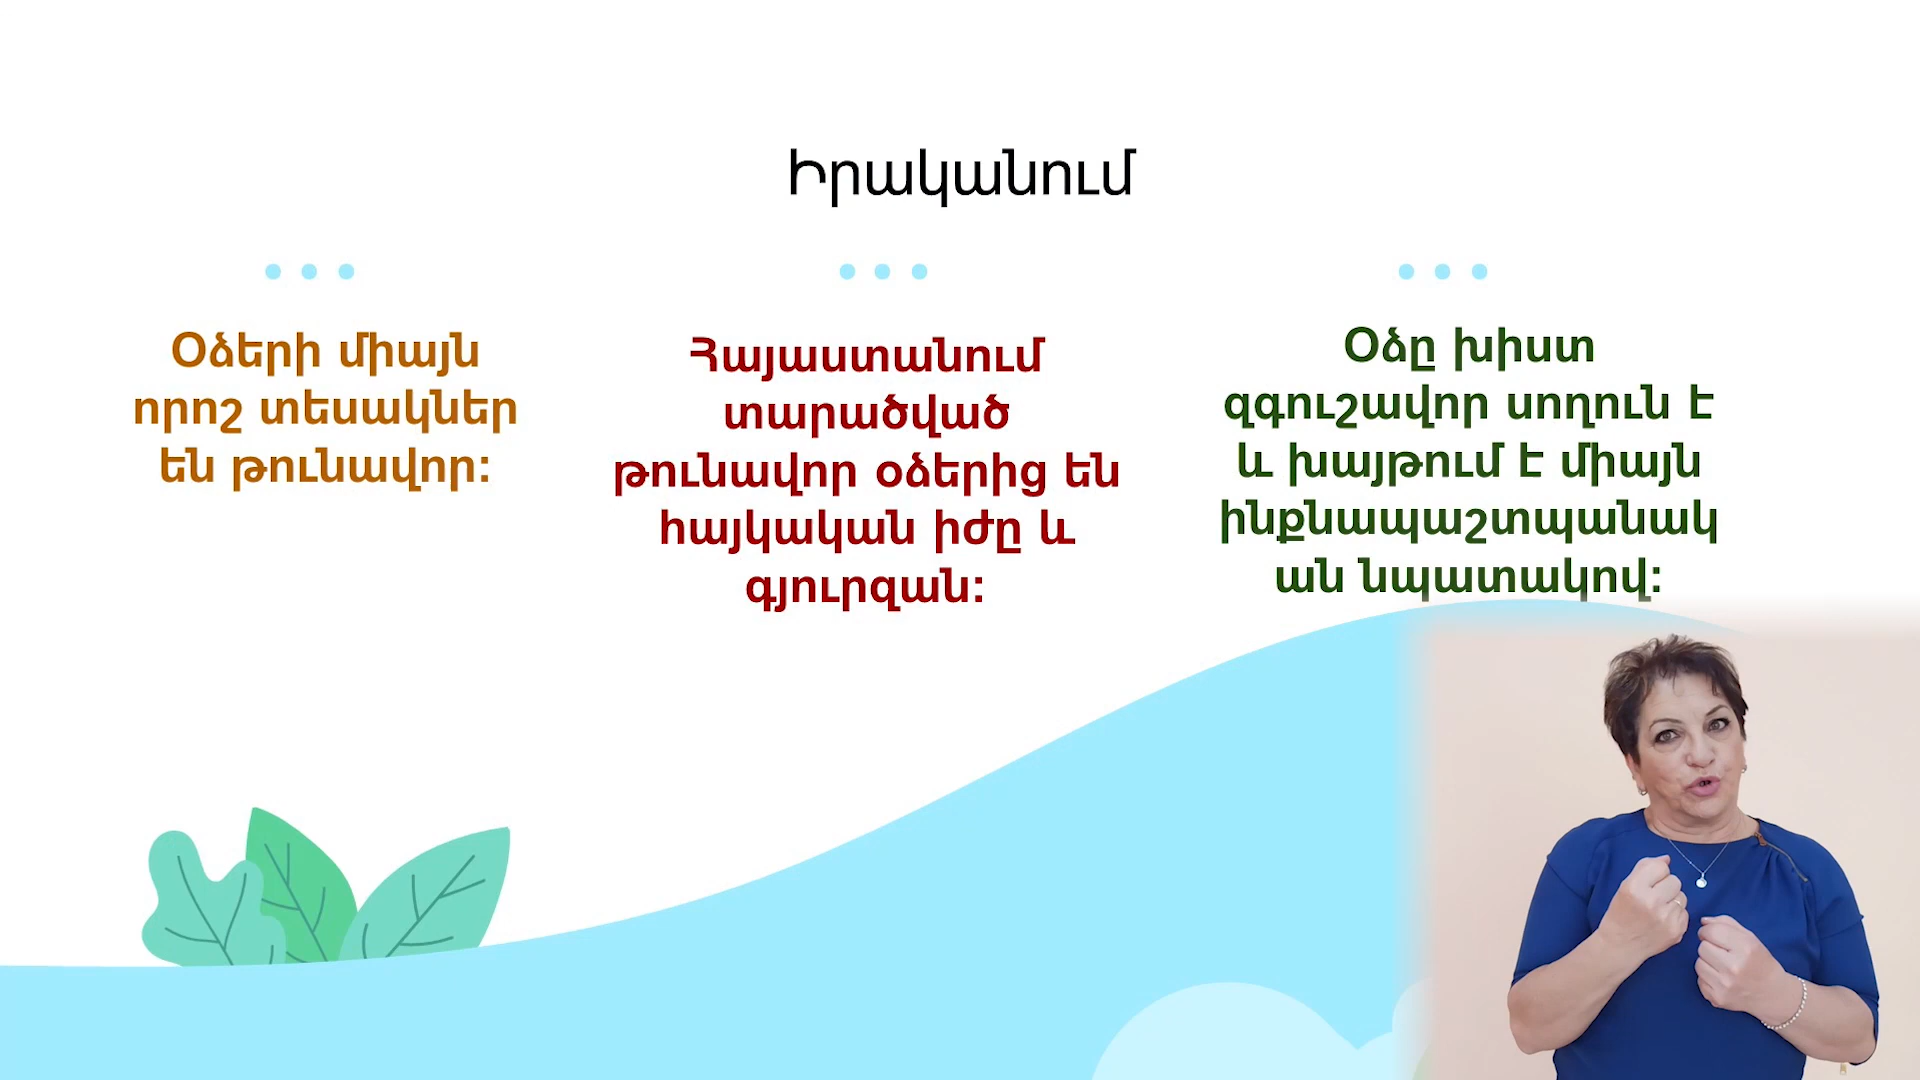 Իրականում
Օձերի միայն
որոշ տեսակներ
են թունավոր:
Հայաստանում
տարածված
թունավոր օձերից են
հայկական իժը և
գյուրզան:
Օձը խիստ
զգուշավոր սողուն է
և խայթում է միայն
ինքնապաշտպանակ
ան նպատակով: